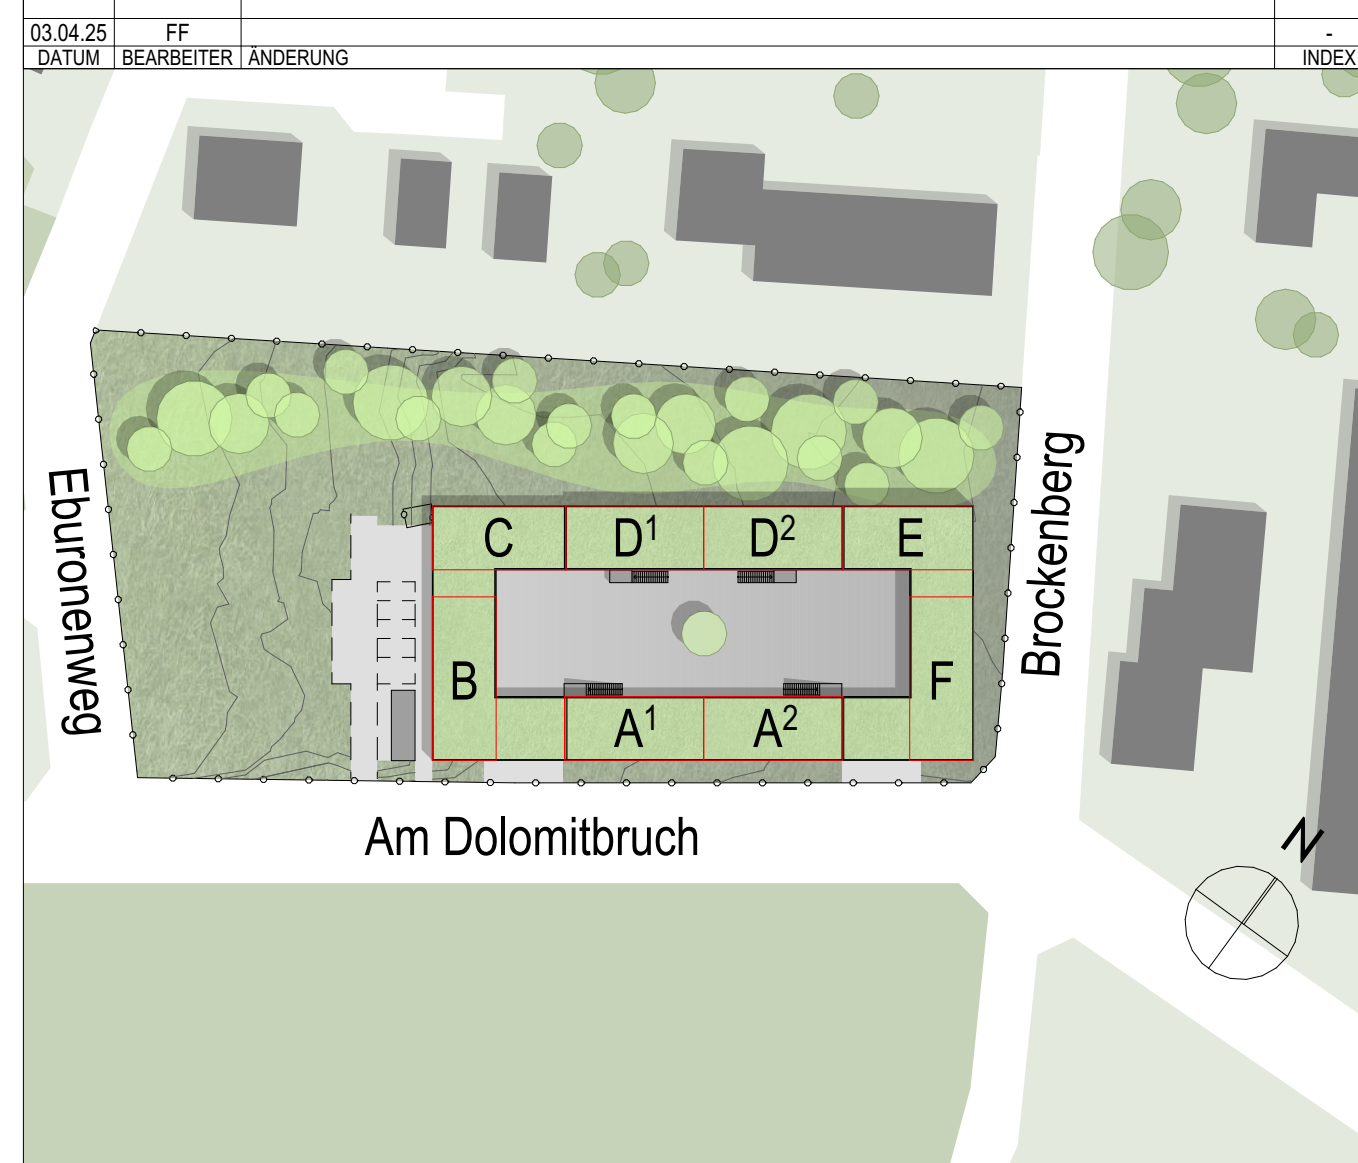 03.04.25 FF -
DATUM BEARBEITER ÄNDERUNG INDEX
C D1 D2 E
B F
A1 A2
Eburonenweg
Brockenberg
Am Dolomitbruch
N